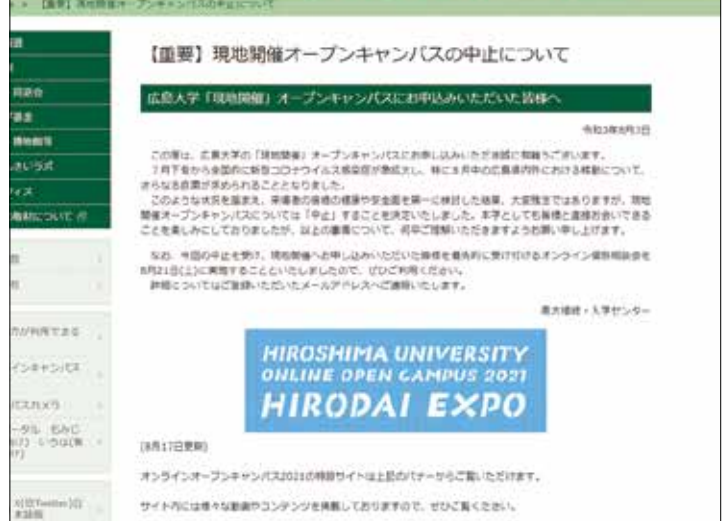 【重要】現地開催オープンキャンパスの中止について
【重要】現地開催オープンキャンパスの中止について
広島大学「現地開催」オープンキャンパスにお申込みいただいた皆様へ
令和3年8月3日
この度は、広島大学の「現地開催」オープンキャンパスにお申し込みいただき誠に有難うございます。
7月下旬から全国的に新型コロナウイルス感染症が急拡大し、特に8月中の広島県内外における移動について、
さらなる自粛が求められることとなりました。
このような状況を踏まえ、来場者の皆様の健康や安全面を第一に検討した結果、大変残念ではありますが、現地
開催オープンキャンパスについては「中止」することを決定いたしました。本学としても皆様と直接お会いできる
ことを楽しみにしておりましたが、以上の事情について、何卒ご理解いただきますようお願い申し上げます。
なお、今回の中止を受け、現地開催へお申し込みいただいた皆様を優先的に受け付けるオンライン個別相談会を
8月21日(土)に実施することといたしましたので、ぜひご利用ください。
詳細についてはご登録いただいたメールアドレスへご連絡いたします。
高大接続・入学センター
HIROSHIMA UNIVERSITY
ONLINE OPEN CAMPUS 2021
HIRODAI EXPO
[8月17日更新]
オンラインオープンキャンパス2021の特設サイトは上記のバナーからご覧いただけます。
サイト内には様々な動画やコンテンツを掲載しておりますので、ぜひご覧ください。